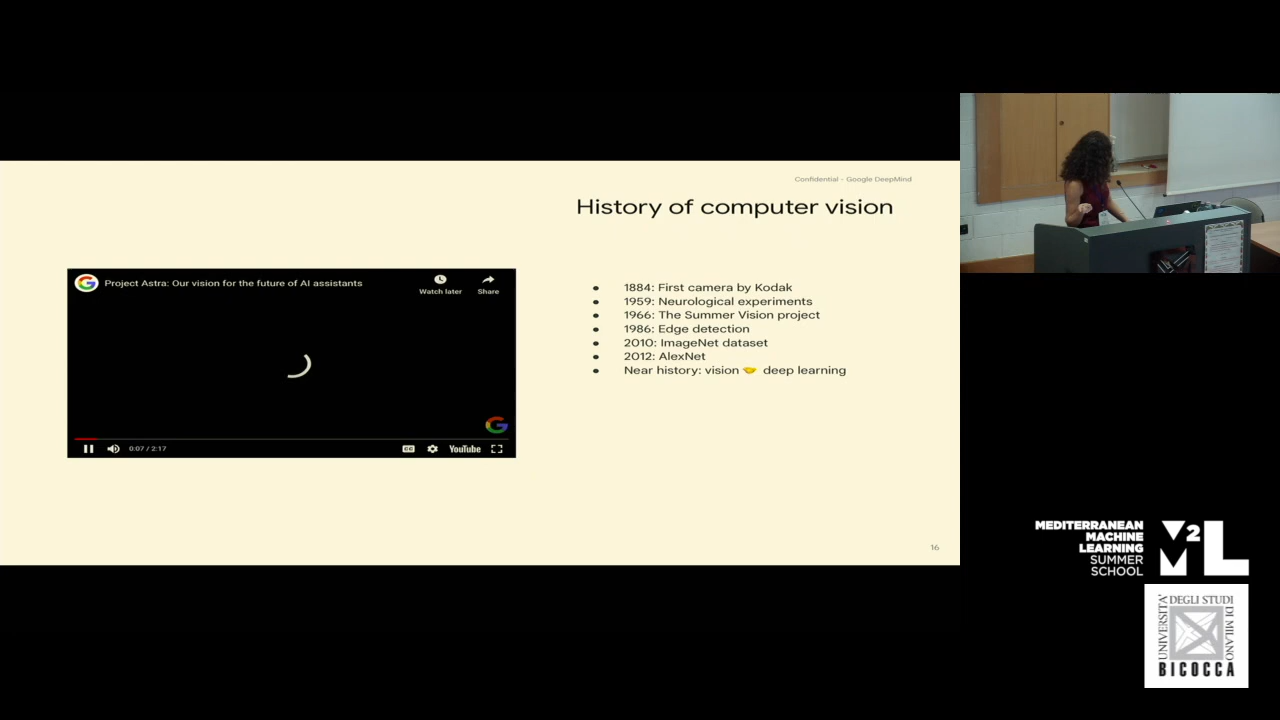 Confidential - Google DeepMind
History of computer vision
Project Astra: Our vision for the future of AI assistants
Watch later
Share
0:07 / 2:17
CC
YouTube
• 1884: First camera by Kodak
• 1959: Neurological experiments
• 1966: The Summer Vision project
• 1986: Edge detection
• 2010: ImageNet dataset
• 2012: AlexNet
• Near history: vision 🤝 deep learning
16
MEDITERRANEAN
MACHINE
LEARNING
SUMMER
SCHOOL
M2L
UNIVERSITA'
DEGLI STUDI
DI MILANO
BICOCCA